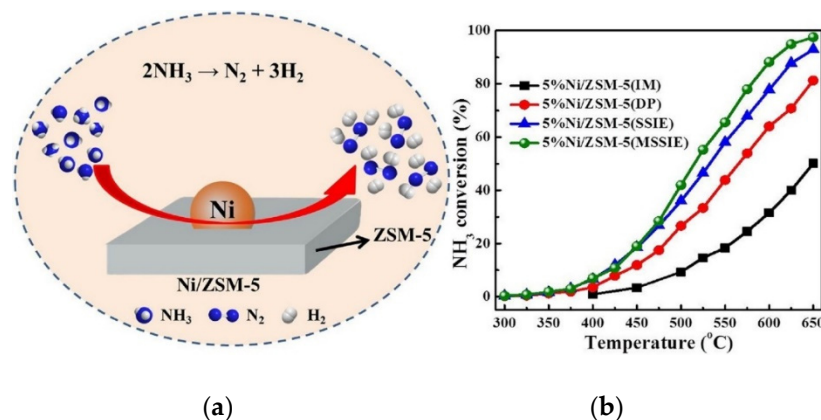 2NH₃ → N₂ + 3H₂
Ni
ZSM-5
Ni/ZSM-5
NH₃ N₂ H₂
(a)
(b)
NH₃ conversion (%)
100
80
60
40
20
0
5%Ni/ZSM-5(IM)
5%Ni/ZSM-5(DP)
5%Ni/ZSM-5(SSIE)
5%Ni/ZSM-5(MSSIE)
300 350 400 450 500 550 600 650
Temperature (°C)
(a) (b)